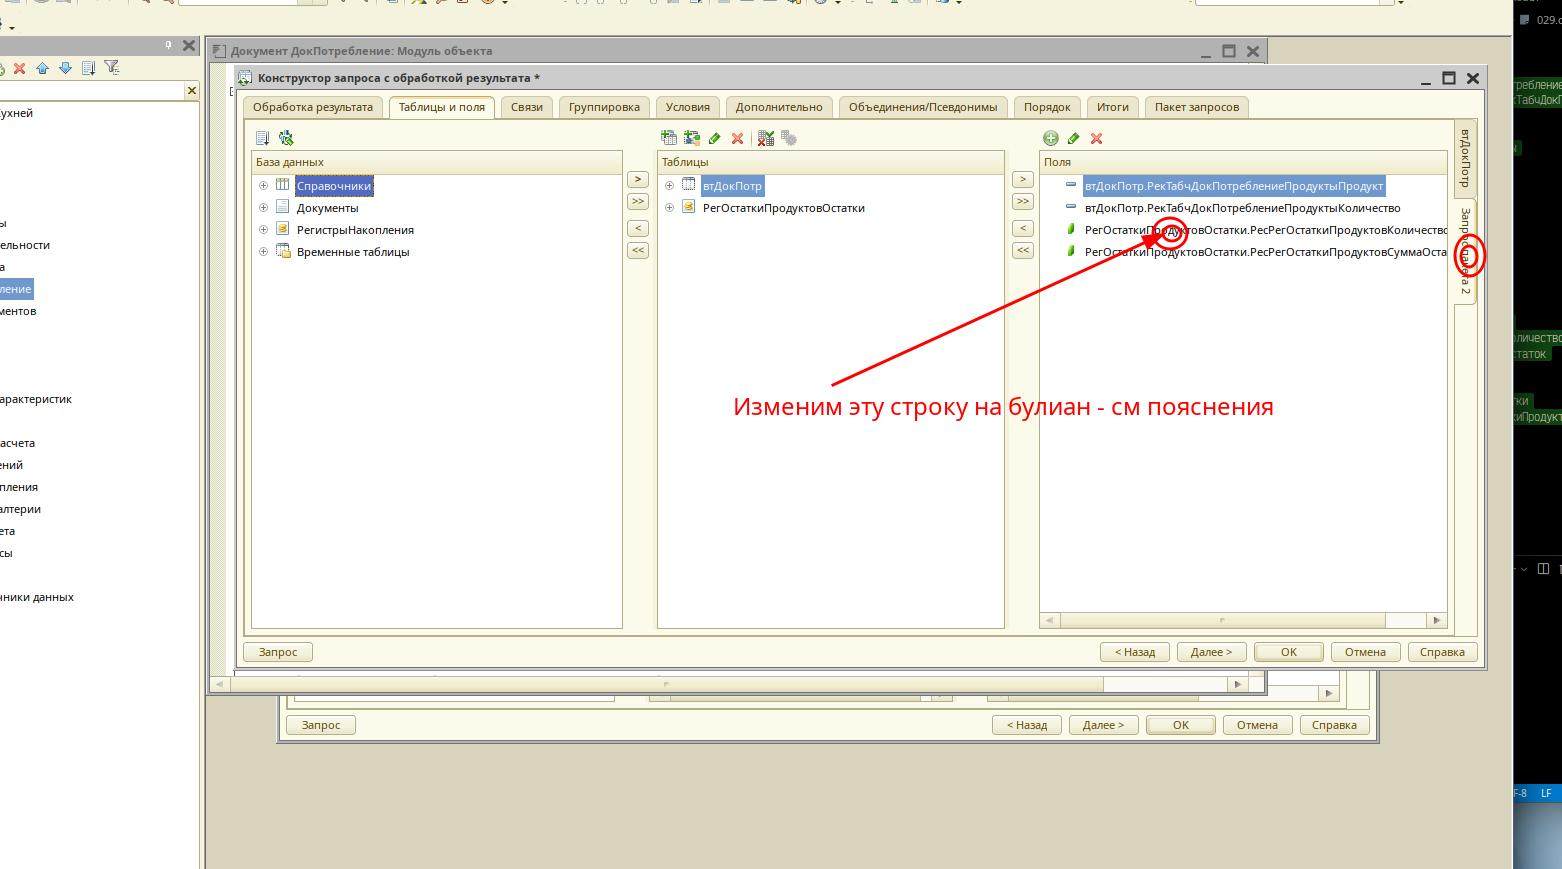 029.
Документ ДокПотребление: Модуль объекта
Конструктор запроса с обработкой результата *
Обработка результата
Таблицы и поля
Связи
Группировка
Условия
Дополнительно
Объединения/Псевдонимы
Порядок
Итоги
Пакет запросов
База данных
Справочники
Документы
РегистрыНакопления
Временные таблицы
>
>>
<
<<
Таблицы
втДокПотр
РегОстаткиПродуктовОстатки
>
>>
<
<<
Поля
втДокПотр.РекТабчДокПотреблениеПродуктыПродукт
втДокПотр.РекТабчДокПотреблениеПродуктыКоличество
РегОстаткиПродуктовОстатки.РесРегОстаткиПродуктовКоличество
РегОстаткиПродуктовОстатки.РесРегОстаткиПродуктовСуммаОста
втДокПотр
Запрос пакета 2
Изменим эту строку на булиан - см пояснения
Запрос
< Назад
Далее >
OK
Отмена
Справка
Запрос
< Назад
Далее >
OK
Отмена
Справка
ухней
ы
ельности
а
ление
ментов
арактеристик
асчета
ений
пления
алтерии
ета
сы
ники данных
требление
ТабчДокП
ы
оличество
статок
тки
иПродукт
F-8 LF